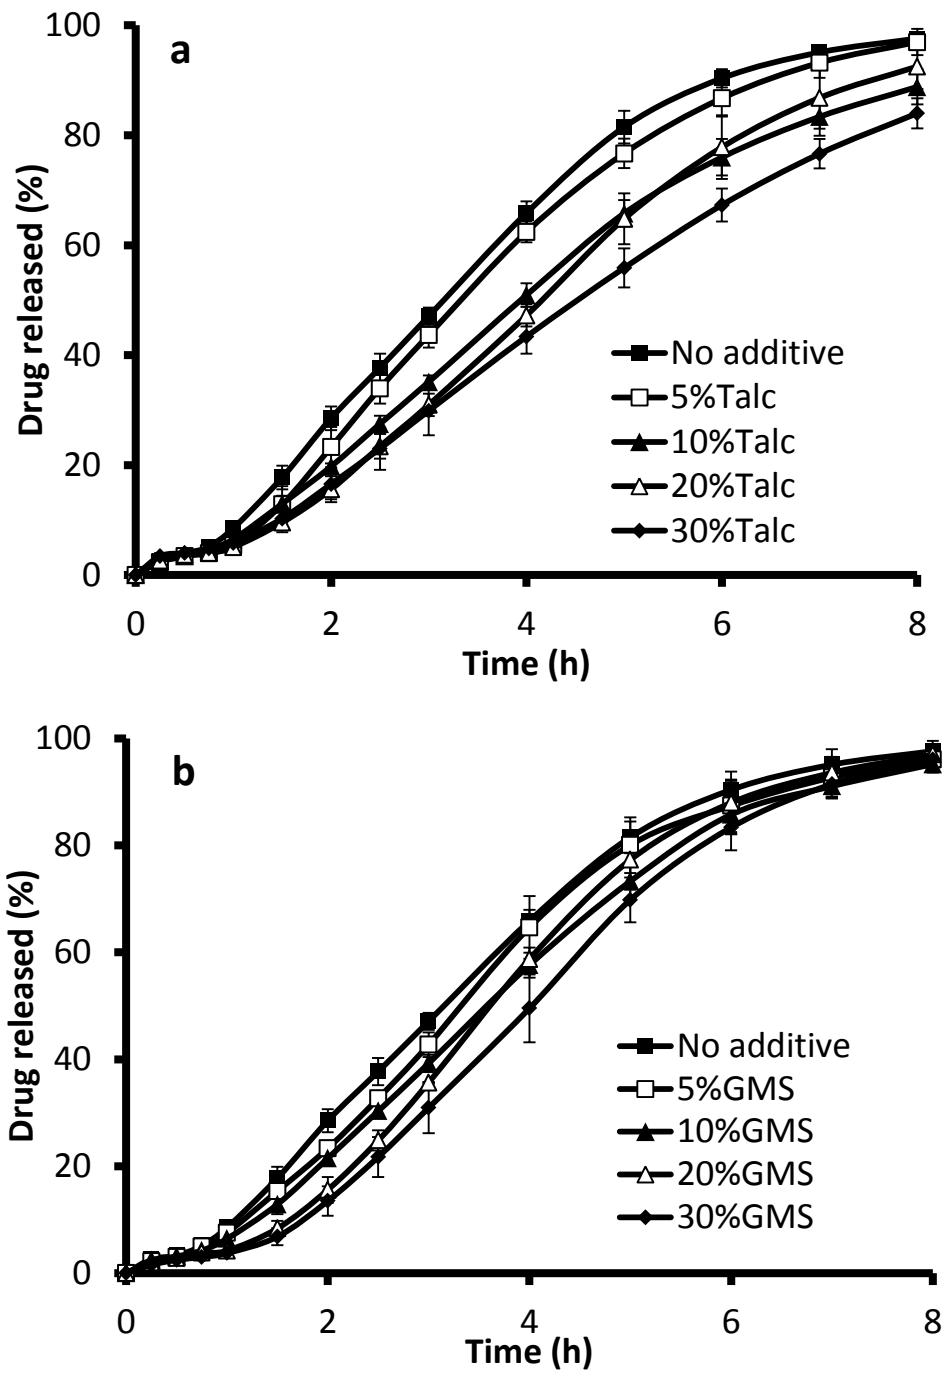 a
100
80
60
40
20
0
Drug released (%)
No additive
5%Talc
10%Talc
20%Talc
30%Talc
0 2 4 6 8
Time (h)
b
100
80
60
40
20
0
Drug released (%)
No additive
5%GMS
10%GMS
20%GMS
30%GMS
0 2 4 6 8
Time (h)